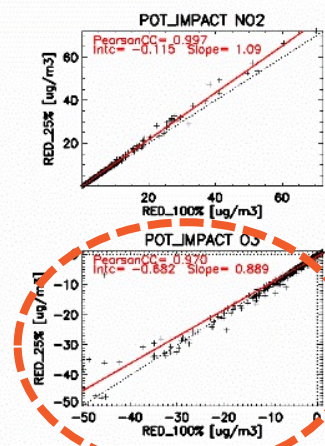 POT_IMPACT NO2
PearsonCC= 0.997
Intc= -0.115 Slope= 1.09
RED_25% [ug/m3]
60
40
20
20 40 60
RED_100% [ug/m3]
POT_IMPACT O3
PearsonCC= 0.970
Intc= -0.682 Slope= 0.889
RED_25% [ug/m3]
-10
-20
-30
-40
-50
-50 -40 -30 -20 -10 0
RED_100% [ug/m3]